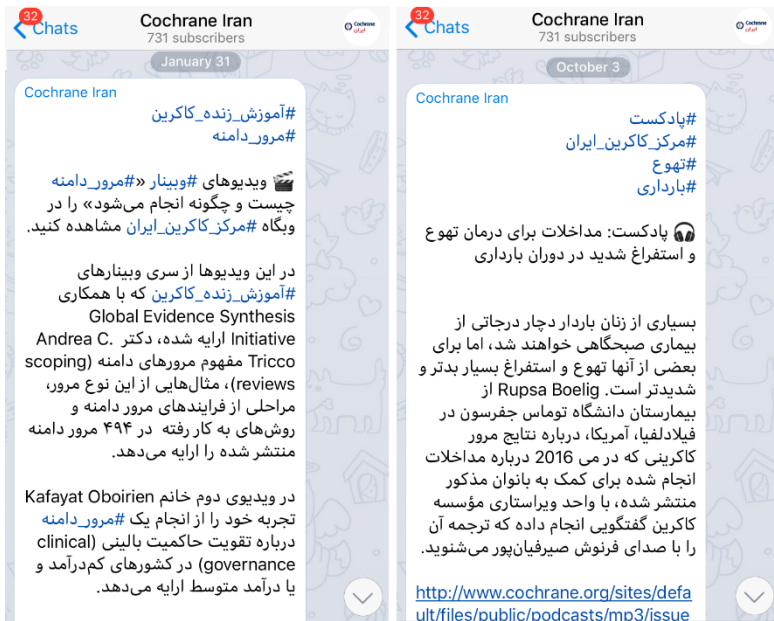 32
Chats
Cochrane Iran
731 subscribers
Cochrane
ایران
January 31
Cochrane Iran
#آموزش_زنده_کاکرین
#مرور_دامنه
🎬 ویدیوهای #وبینار «#مرور_دامنه
چیست و چگونه انجام می‌شود» را در
وبگاه #مرکز_کاکرین_ایران مشاهده کنید.
در این ویدیوها از سری وبینارهای
#آموزش_زنده_کاکرین که با همکاری
Global Evidence Synthesis
Initiative ارایه شده، دکتر Andrea C.
Tricco مفهوم مرورهای دامنه (scoping
reviews)، مثال‌هایی از این نوع مرور،
مراحلی از فرایندهای مرور دامنه و
روش‌های به کار رفته در ۴۹۴ مرور دامنه
منتشر شده را ارایه می‌دهد.
در ویدیوی دوم خانم Kafayat Oboirien
تجربه خود را از انجام یک #مرور_دامنه
درباره تقویت حاکمیت بالینی (clinical
governance) در کشورهای کم‌درآمد و
یا درآمد متوسط ارایه می‌دهد.
32
Chats
Cochrane Iran
731 subscribers
Cochrane
ایران
October 3
Cochrane Iran
#پادکست
#مرکز_کاکرین_ایران
#تهوع
#بارداری
🎧 پادکست: مداخلات برای درمان تهوع
و استفراغ شدید در دوران بارداری
بسیاری از زنان باردار دچار درجاتی از
بیماری صبحگاهی خواهند شد، اما برای
بعضی از آنها تهوع و استفراغ بسیار بدتر و
شدیدتر است. Rupsa Boelig از
بیمارستان دانشگاه توماس جفرسون در
فیلادلفیا، آمریکا، درباره نتایج مرور
کاکرینی که در می 2016 درباره مداخلات
انجام شده برای کمک به بانوان مذکور
منتشر شده، با واحد ویراستاری مؤسسه
کاکرین گفتگویی انجام داده که ترجمه آن
را با صدای فرنوش صیرفیان‌پور می‌شنوید.
http://www.cochrane.org/sites/defa
ult/files/public/podcasts/mp3/issue